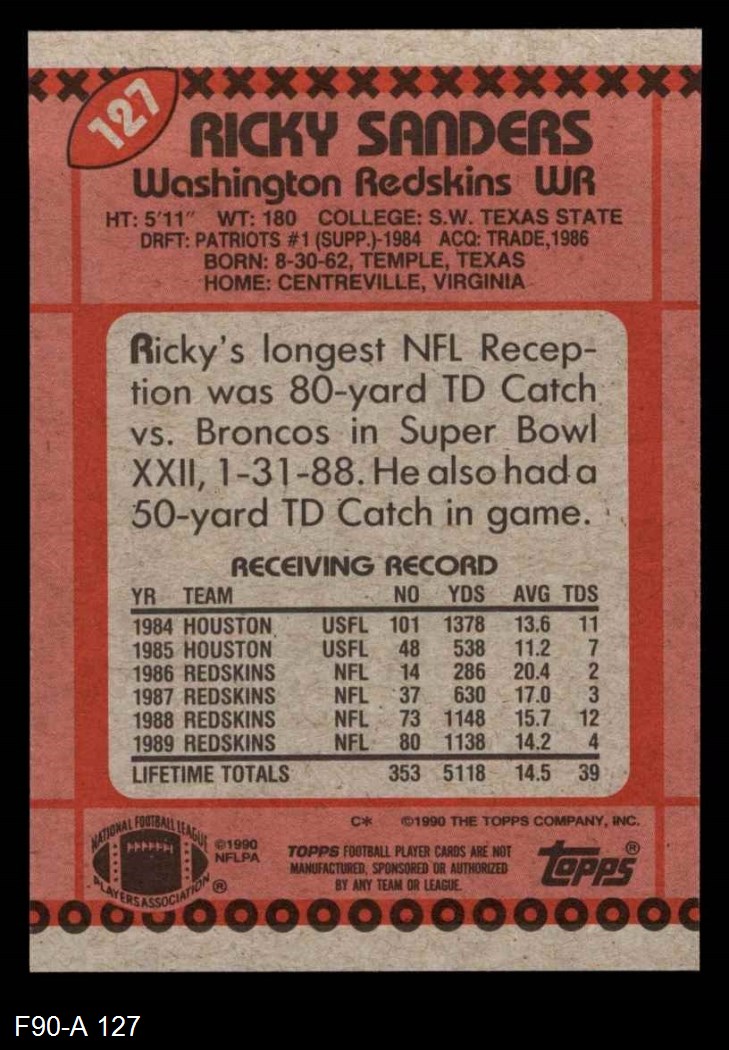 127
RICKY SANDERS
Washington Redskins WR
HT: 5'11" WT: 180 COLLEGE: S.W. TEXAS STATE
DRFT: PATRIOTS #1 (SUPP.)-1984 ACQ: TRADE,1986
BORN: 8-30-62, TEMPLE, TEXAS
HOME: CENTREVILLE, VIRGINIA
Ricky's longest NFL Recep-
tion was 80-yard TD Catch
vs. Broncos in Super Bowl
XXII, 1-31-88. He also had a
50-yard TD Catch in game.
RECEIVING RECORD
YR TEAM NO YDS AVG TDS
1984 HOUSTON USFL 101 1378 13.6 11
1985 HOUSTON USFL 48 538 11.2 7
1986 REDSKINS NFL 14 286 20.4 2
1987 REDSKINS NFL 37 630 17.0 3
1988 REDSKINS NFL 73 1148 15.7 12
1989 REDSKINS NFL 80 1138 14.2 4
LIFETIME TOTALS 353 5118 14.5 39
C* ©1990 THE TOPPS COMPANY, INC.
NATIONAL FOOTBALL LEAGUE
PLAYERS ASSOCIATION ®
©1990
NFLPA
TOPPS FOOTBALL PLAYER CARDS ARE NOT
MANUFACTURED, SPONSORED OR AUTHORIZED
BY ANY TEAM OR LEAGUE.
topps®
F90-A 127